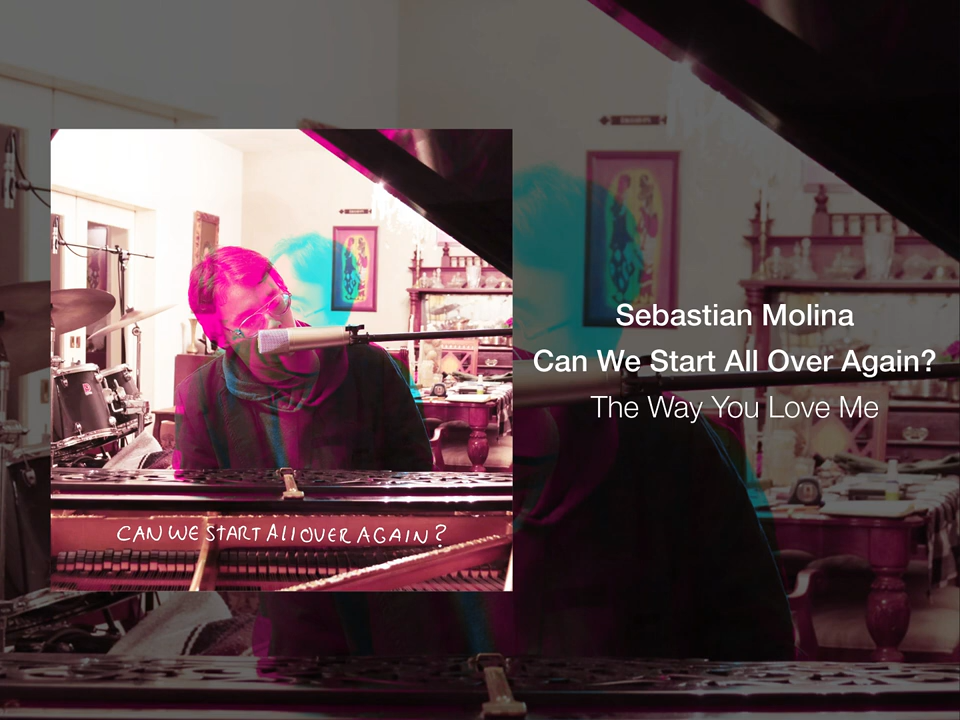 CAN WE START All OVER AGAIN?
Sebastian Molina
Can We Start All Over Again?
The Way You Love Me